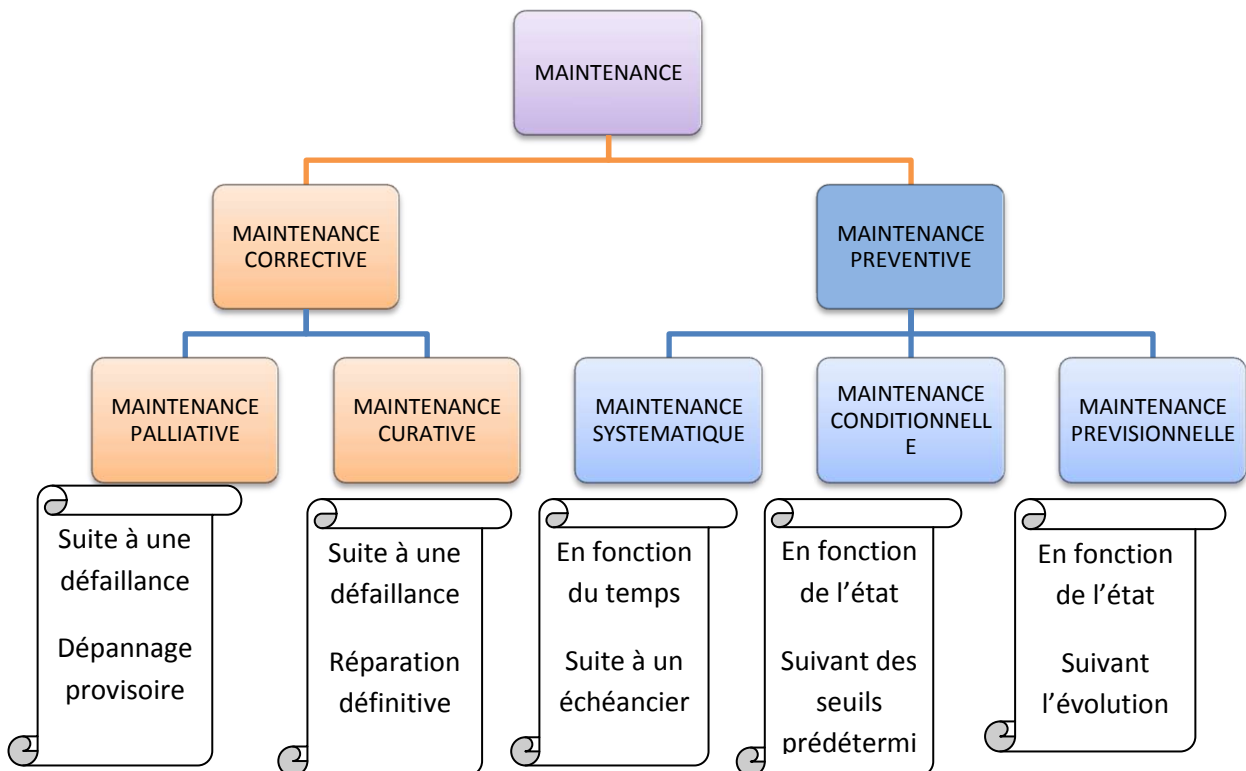 MAINTENANCE
MAINTENANCE
CORRECTIVE
MAINTENANCE
PREVENTIVE
MAINTENANCE
PALLIATIVE
MAINTENANCE
CURATIVE
MAINTENANCE
SYSTEMATIQUE
MAINTENANCE
CONDITIONNELL
E
MAINTENANCE
PREVISIONNELLE
Suite à une
défaillance
Dépannage
provisoire
Suite à une
défaillance
Réparation
définitive
En fonction
du temps
Suite à un
échéancier
En fonction
de l’état
Suivant des
seuils
prédétermi
En fonction
de l’état
Suivant
l’évolution